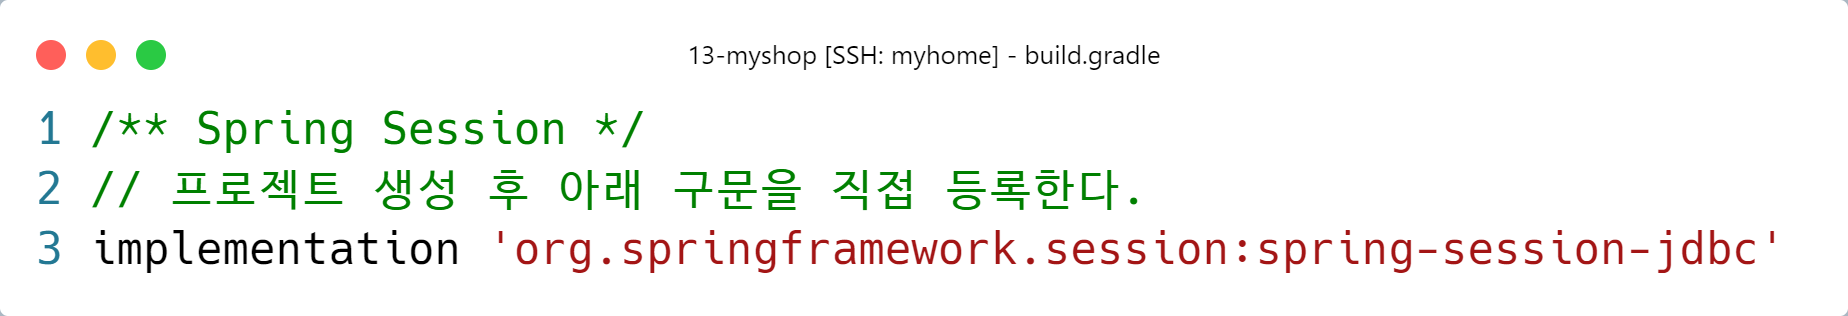 13-myshop [SSH: myhome] - build.gradle
1 /** Spring Session */
2 // 프로젝트 생성 후 아래 구문을 직접 등록한다.
3 implementation 'org.springframework.session:spring-session-jdbc'